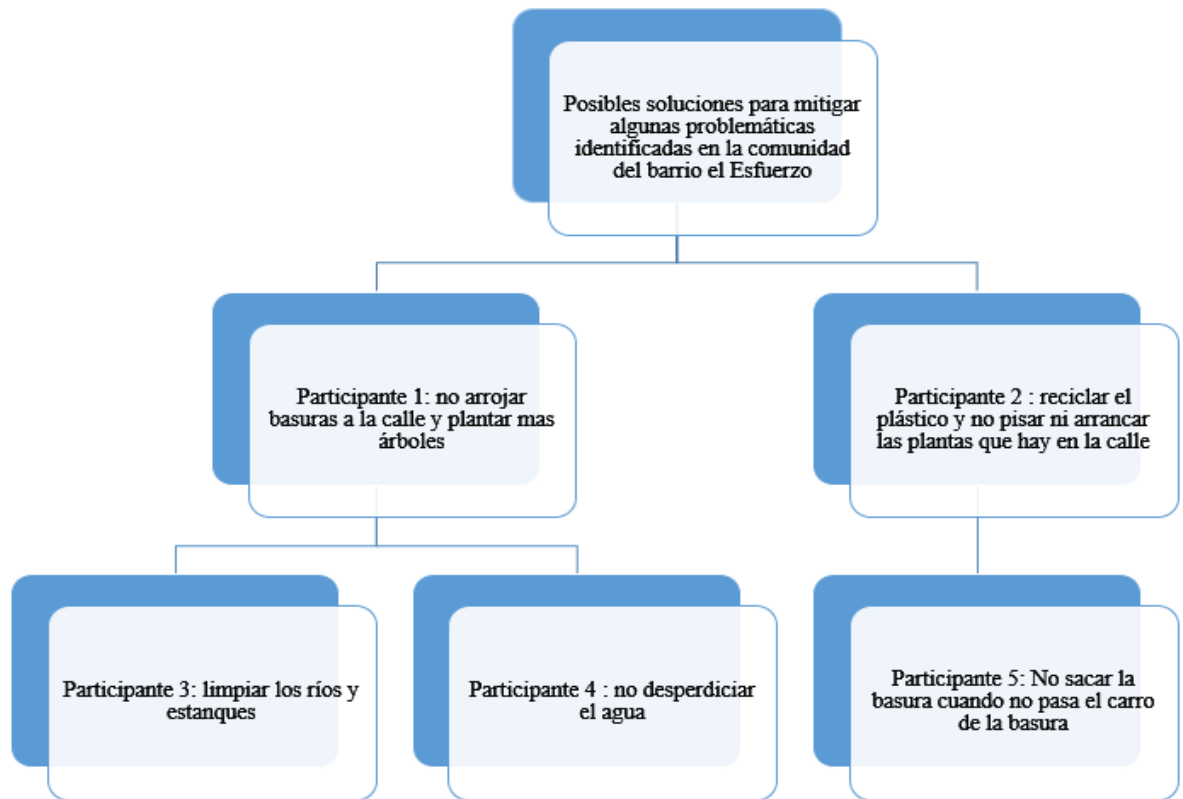 Posibles soluciones para mitigar
algunas problemáticas
identificadas en la comunidad
del barrio el Esfuerzo
Participante 1: no arrojar
basuras a la calle y plantar mas
árboles
Participante 2 : reciclar el
plástico y no pisar ni arrancar
las plantas que hay en la calle
Participante 3: limpiar los ríos y
estanques
Participante 4 : no desperdiciar
el agua
Participante 5: No sacar la
basura cuando no pasa el carro
de la basura